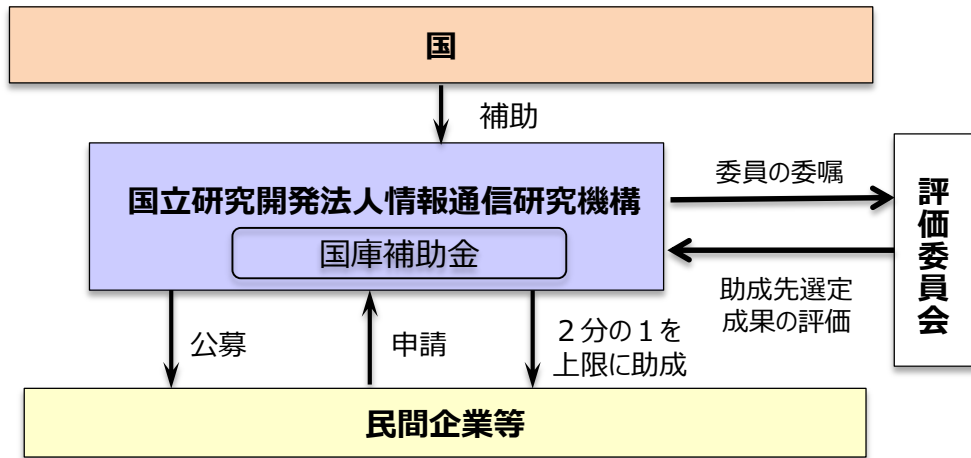 国
補助
国立研究開発法人情報通信研究機構
国庫補助金
委員の委嘱
助成先選定
成果の評価
評価委員会
公募
申請
２分の１を
上限に助成
民間企業等